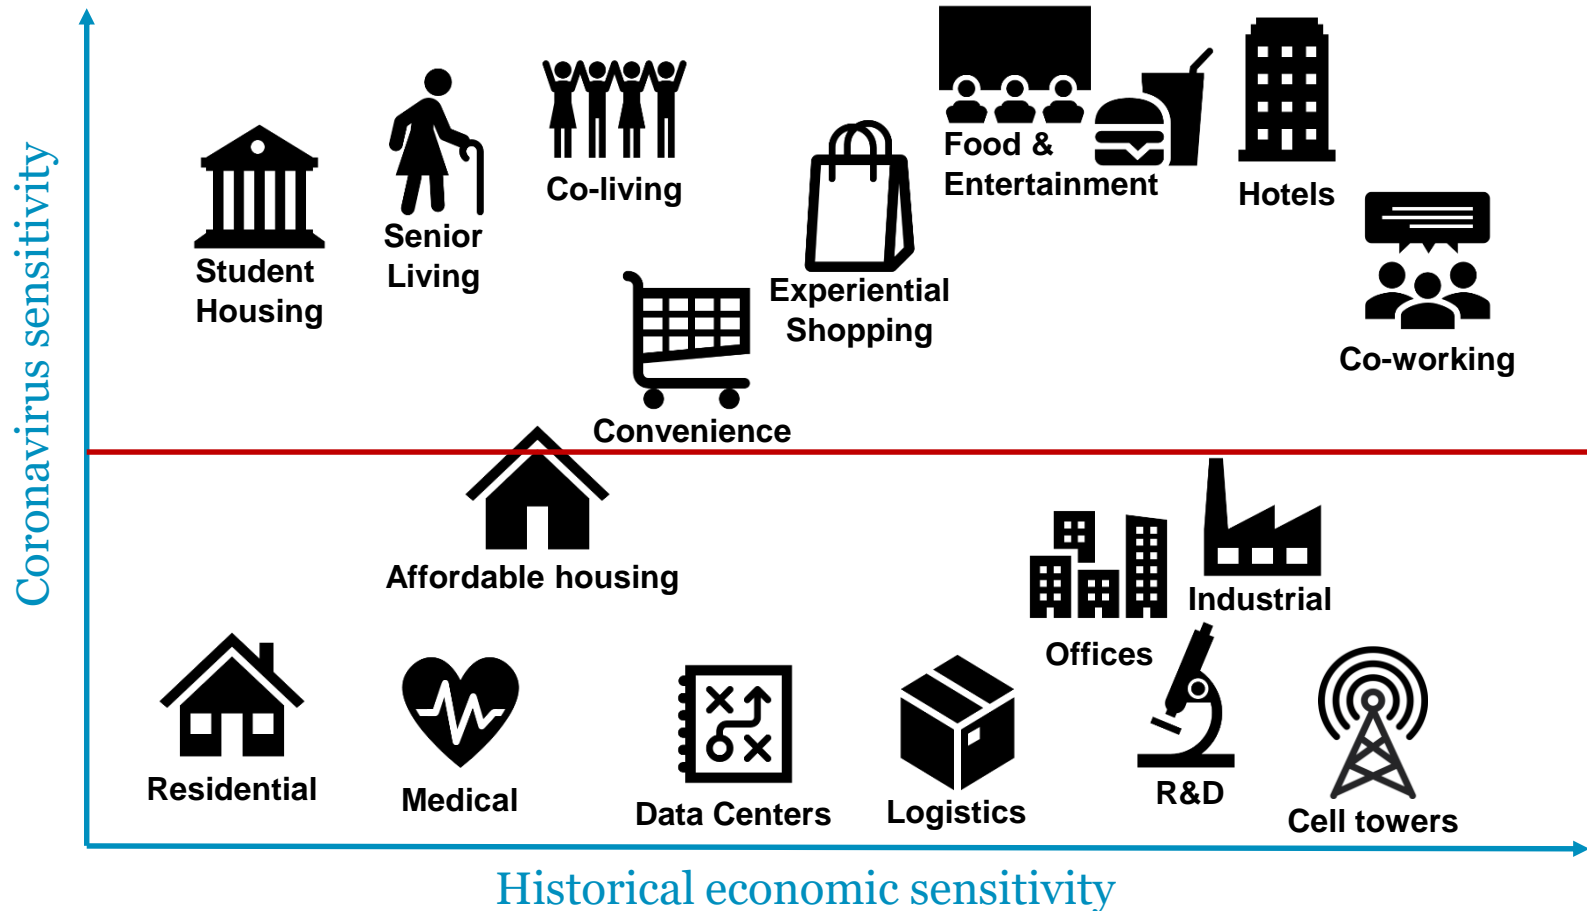 Coronavirus sensitivity
Student
Housing
Senior
Living
Co-living
Convenience
Experiential
Shopping
Food &
Entertainment
Hotels
Co-working
Affordable housing
Offices
Industrial
Residential
Medical
Data Centers
Logistics
R&D
Cell towers
Historical economic sensitivity